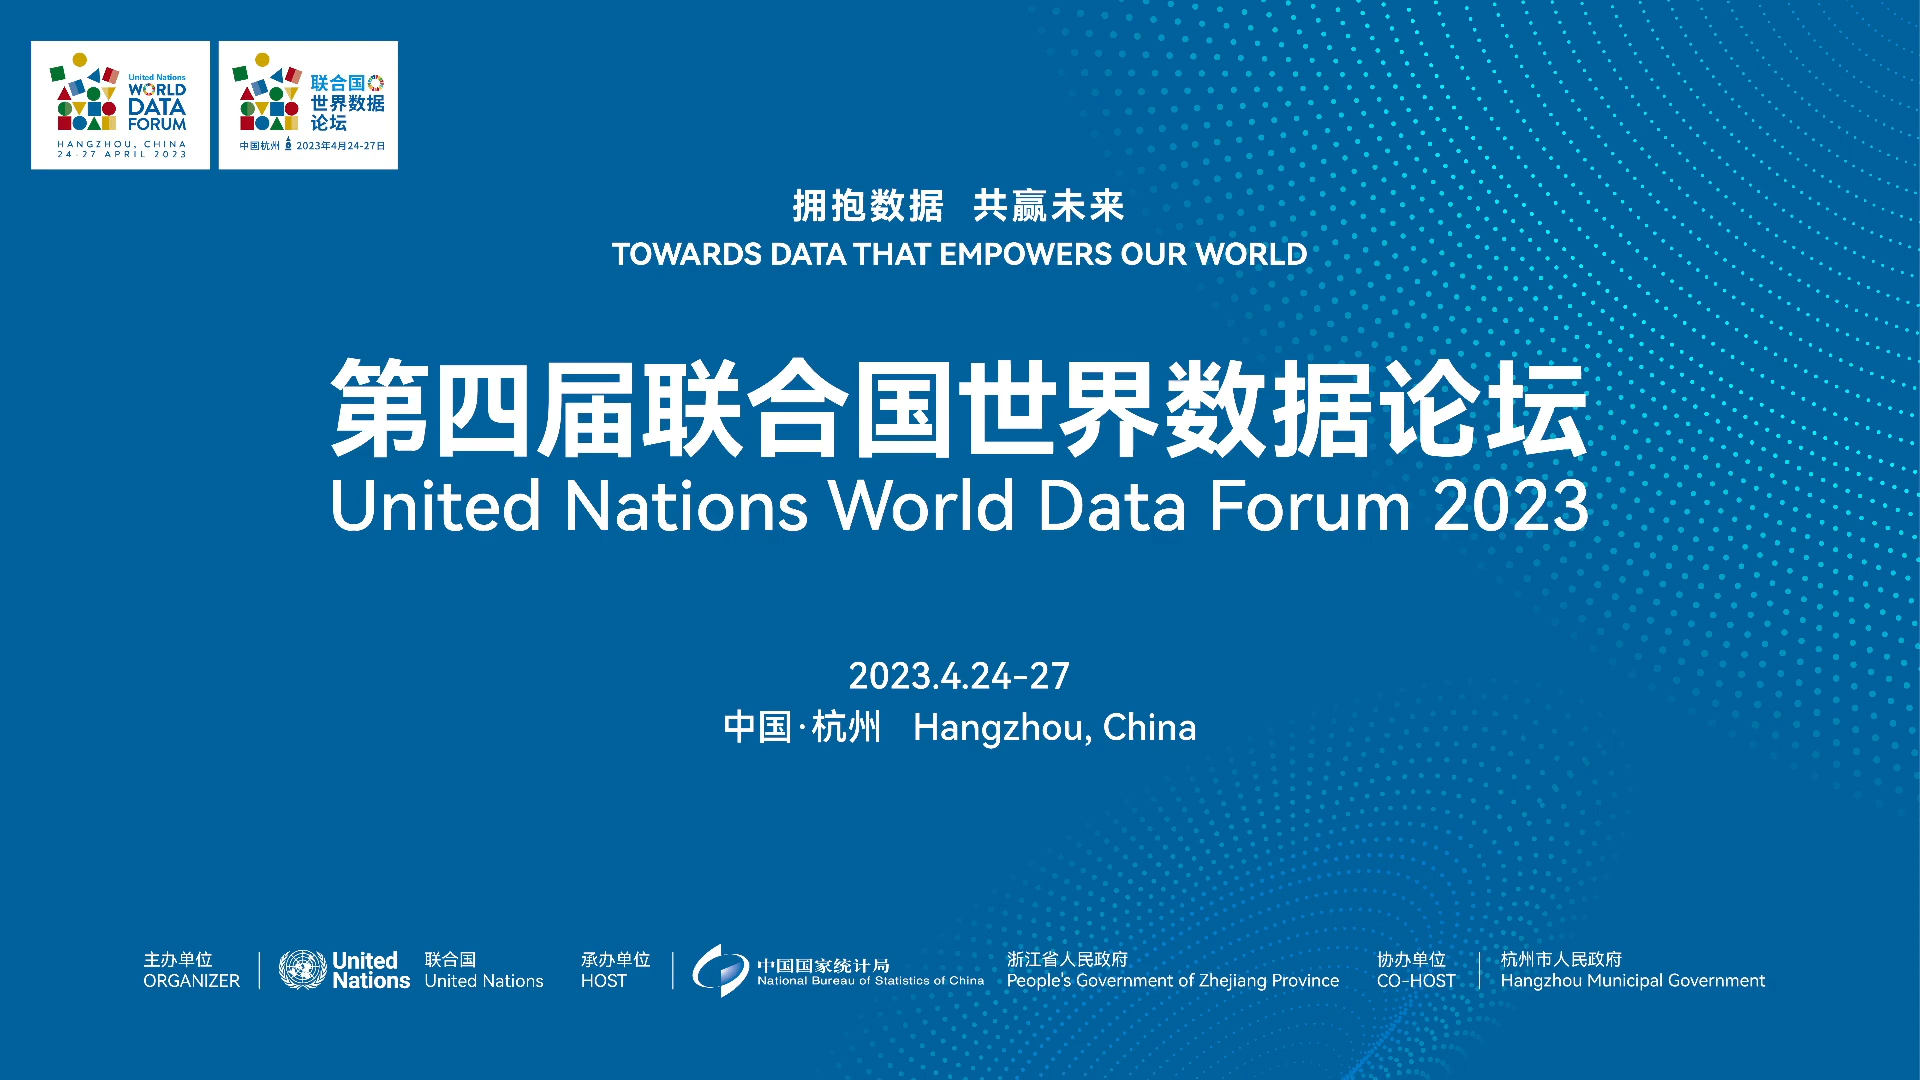 United Nations
WORLD
DATA
FORUM
HANGZHOU, CHINA
24-27 APRIL 2023
联合国
世界数据
论坛
中国杭州 2023年4月24-27日
拥抱数据 共赢未来
TOWARDS DATA THAT EMPOWERS OUR WORLD
第四届联合国世界数据论坛
United Nations World Data Forum 2023
2023.4.24-27
中国·杭州 Hangzhou, China
主办单位
ORGANIZER
United
Nations
联合国
United Nations
承办单位
HOST
中国国家统计局
National Bureau of Statistics of China
浙江省人民政府
People's Government of Zhejiang Province
协办单位
CO-HOST
杭州市人民政府
Hangzhou Municipal Government